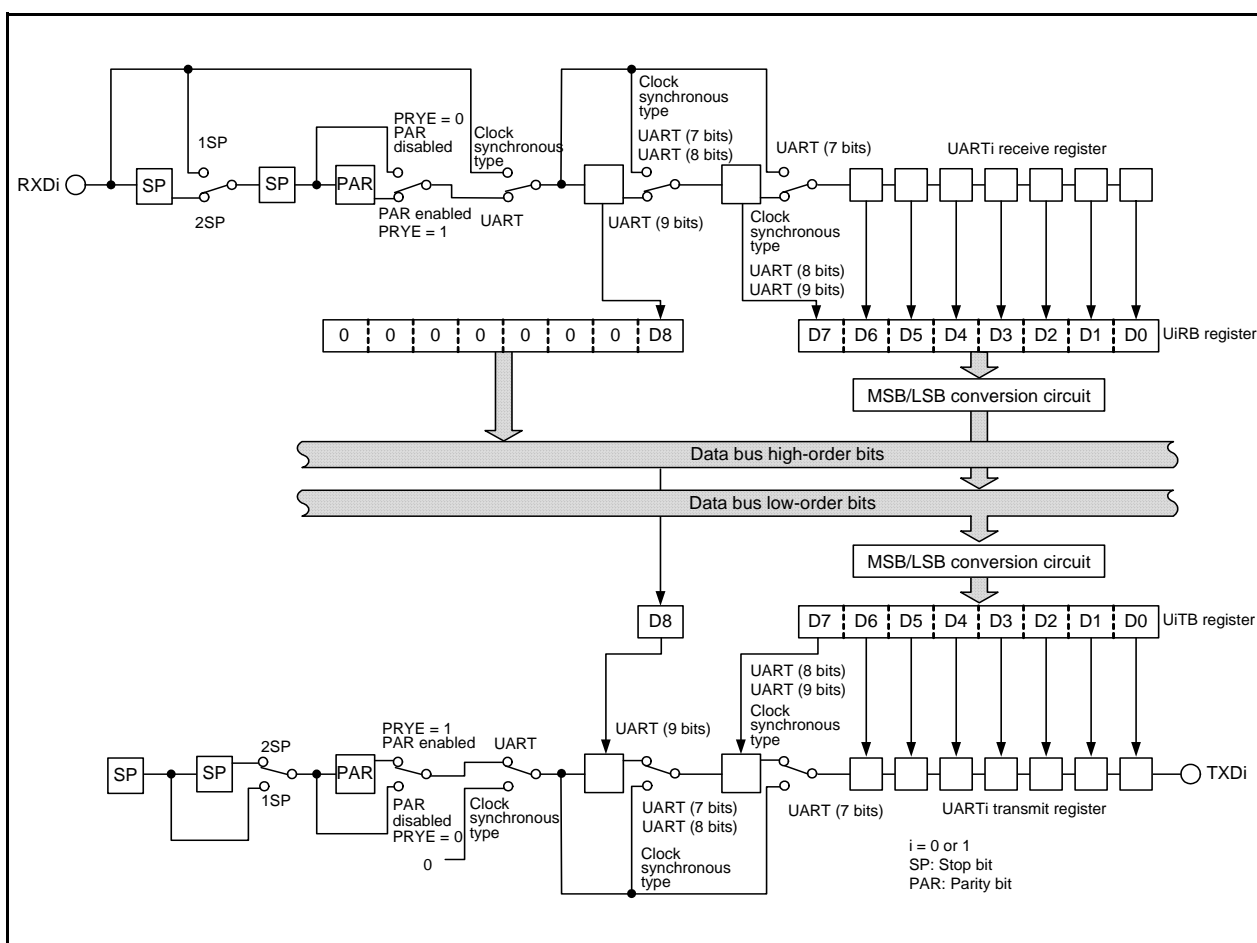 Clock
synchronous
type
PRYE = 0
PAR
disabled
1SP
Clock
synchronous
type
UART (7 bits)
UART (8 bits)
UART (7 bits)
UARTi receive register
RXDi
SP
SP
PAR
2SP
PAR enabled
PRYE = 1
UART
UART (9 bits)
Clock
synchronous
type
UART (8 bits)
UART (9 bits)
0 0 0 0 0 0 0 D8
D7 D6 D5 D4 D3 D2 D1 D0
UiRB register
MSB/LSB conversion circuit
Data bus high-order bits
Data bus low-order bits
MSB/LSB conversion circuit
D8
D7 D6 D5 D4 D3 D2 D1 D0
UiTB register
UART (8 bits)
UART (9 bits)
Clock
synchronous
type
PRYE = 1
PAR enabled
UART
UART (9 bits)
2SP
SP
SP
PAR
TXDi
1SP
PAR
disabled
PRYE = 0
Clock
synchronous
type
0
UART (7 bits)
UART (8 bits)
Clock
synchronous
type
UART (7 bits)
UARTi transmit register
i = 0 or 1
SP: Stop bit
PAR: Parity bit